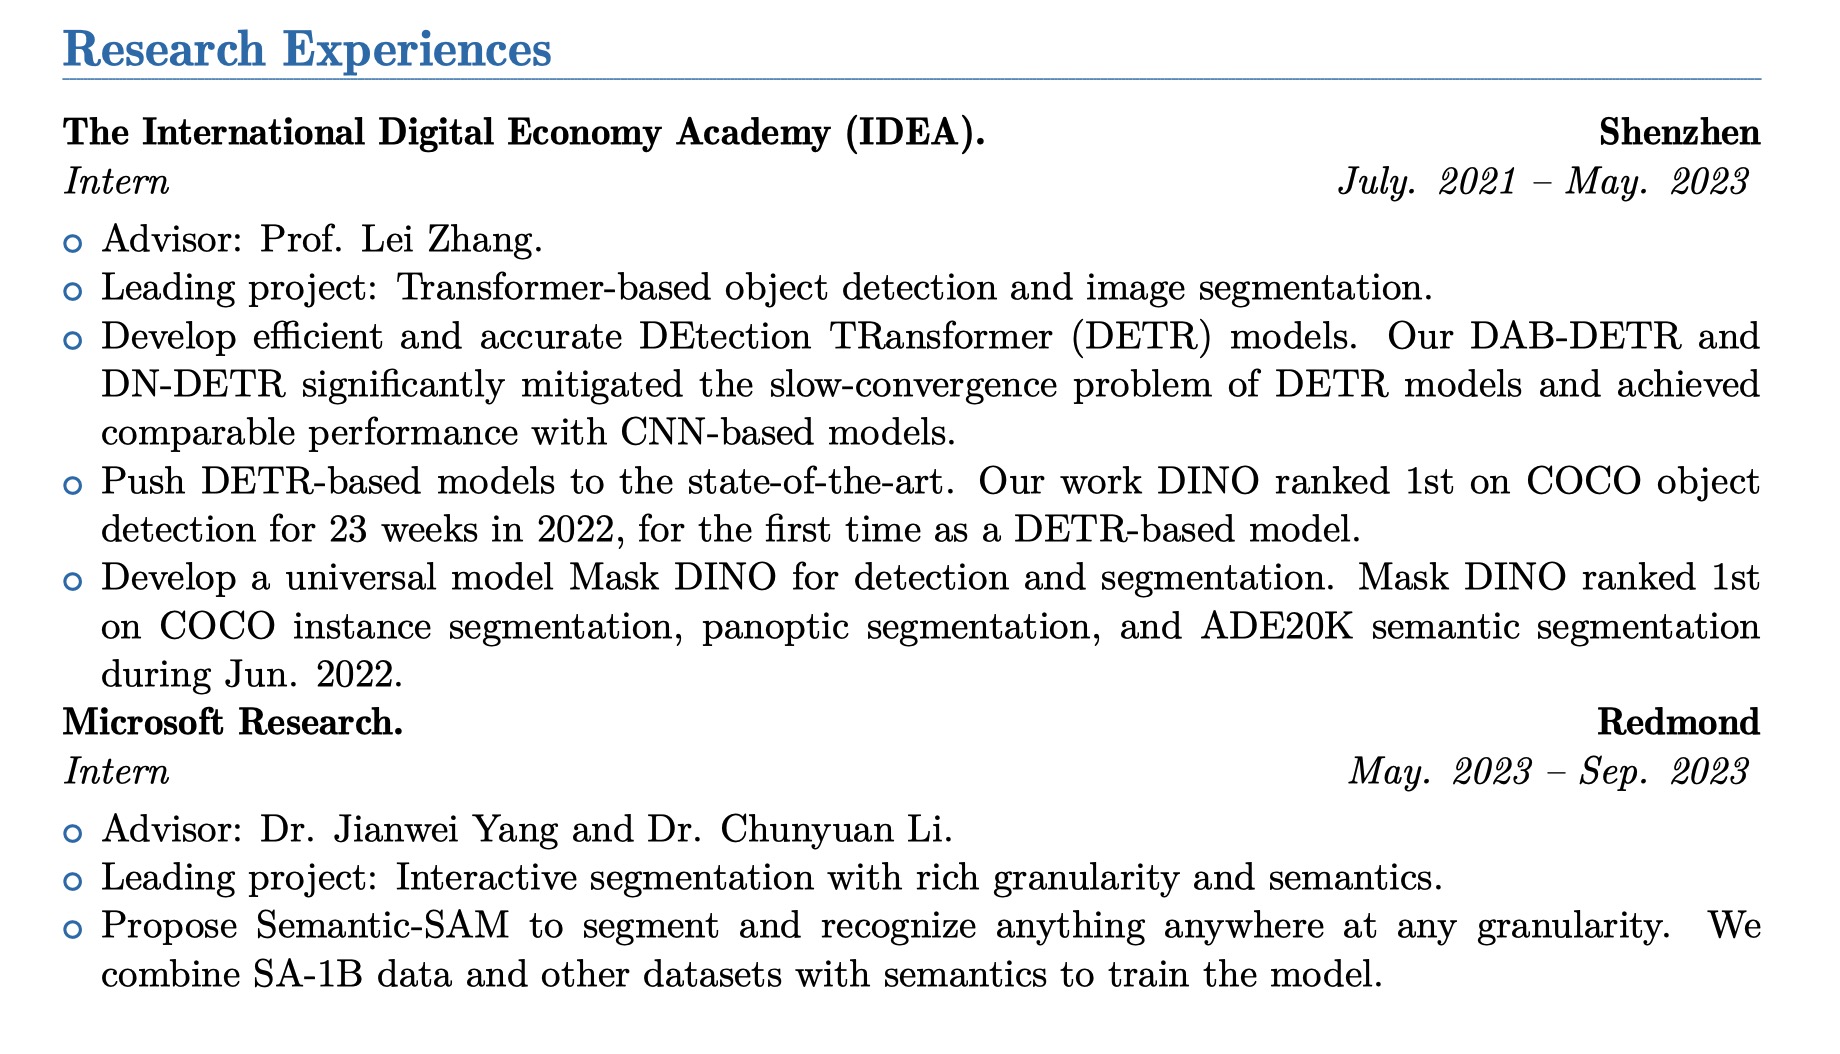 Research Experiences
The International Digital Economy Academy (IDEA). Shenzhen
Intern July. 2021 – May. 2023
Advisor: Prof. Lei Zhang.
Leading project: Transformer-based object detection and image segmentation.
Develop efficient and accurate DEtection TRansformer (DETR) models. Our DAB-DETR and
DN-DETR significantly mitigated the slow-convergence problem of DETR models and achieved
comparable performance with CNN-based models.
Push DETR-based models to the state-of-the-art. Our work DINO ranked 1st on COCO object
detection for 23 weeks in 2022, for the first time as a DETR-based model.
Develop a universal model Mask DINO for detection and segmentation. Mask DINO ranked 1st
on COCO instance segmentation, panoptic segmentation, and ADE20K semantic segmentation
during Jun. 2022.
Microsoft Research. Redmond
Intern May. 2023 – Sep. 2023
Advisor: Dr. Jianwei Yang and Dr. Chunyuan Li.
Leading project: Interactive segmentation with rich granularity and semantics.
Propose Semantic-SAM to segment and recognize anything anywhere at any granularity. We
combine SA-1B data and other datasets with semantics to train the model.